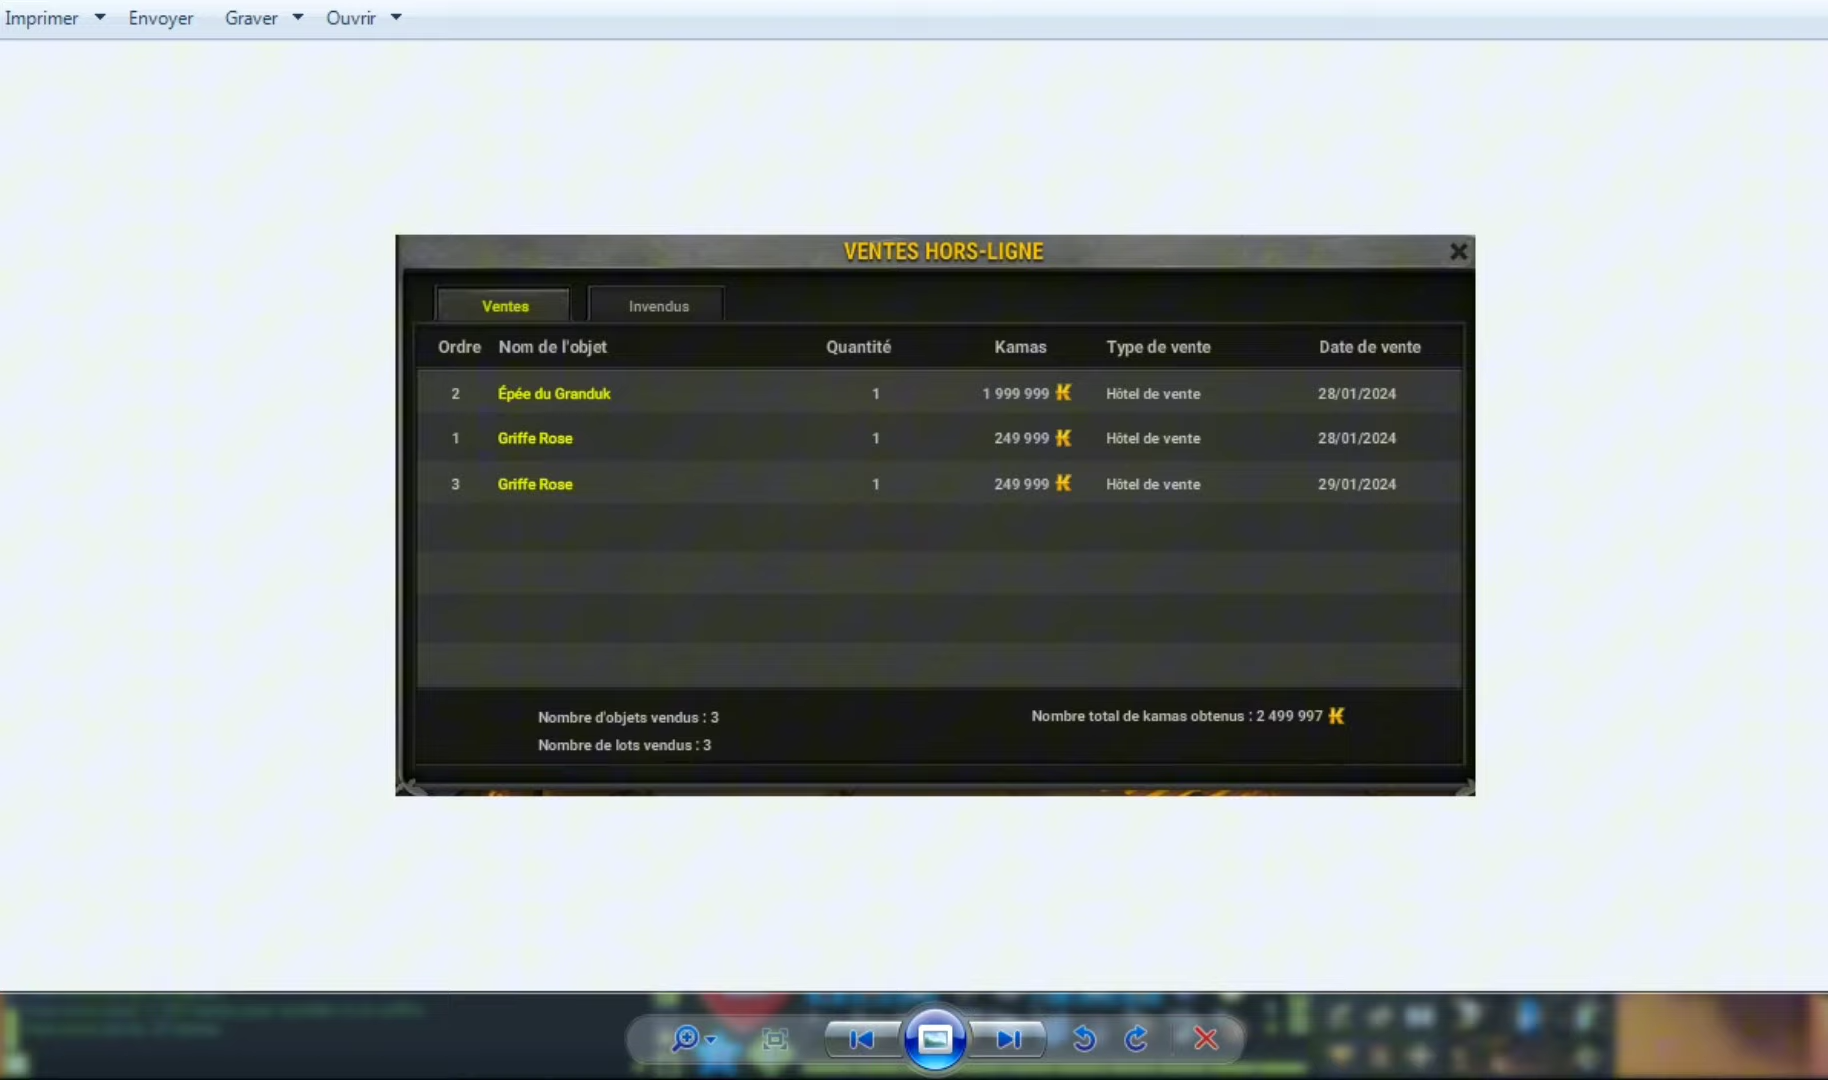 Imprimer Envoyer Graver Ouvrir
VENTES HORS-LIGNE
Ventes Invendus
Ordre Nom de l'objet Quantité Kamas Type de vente Date de vente
2 Épée du Granduk 1 1 999 999 Hôtel de vente 28/01/2024
1 Griffe Rose 1 249 999 Hôtel de vente 28/01/2024
3 Griffe Rose 1 249 999 Hôtel de vente 29/01/2024
Nombre d'objets vendus : 3 Nombre total de kamas obtenus : 2 499 997
Nombre de lots vendus : 3